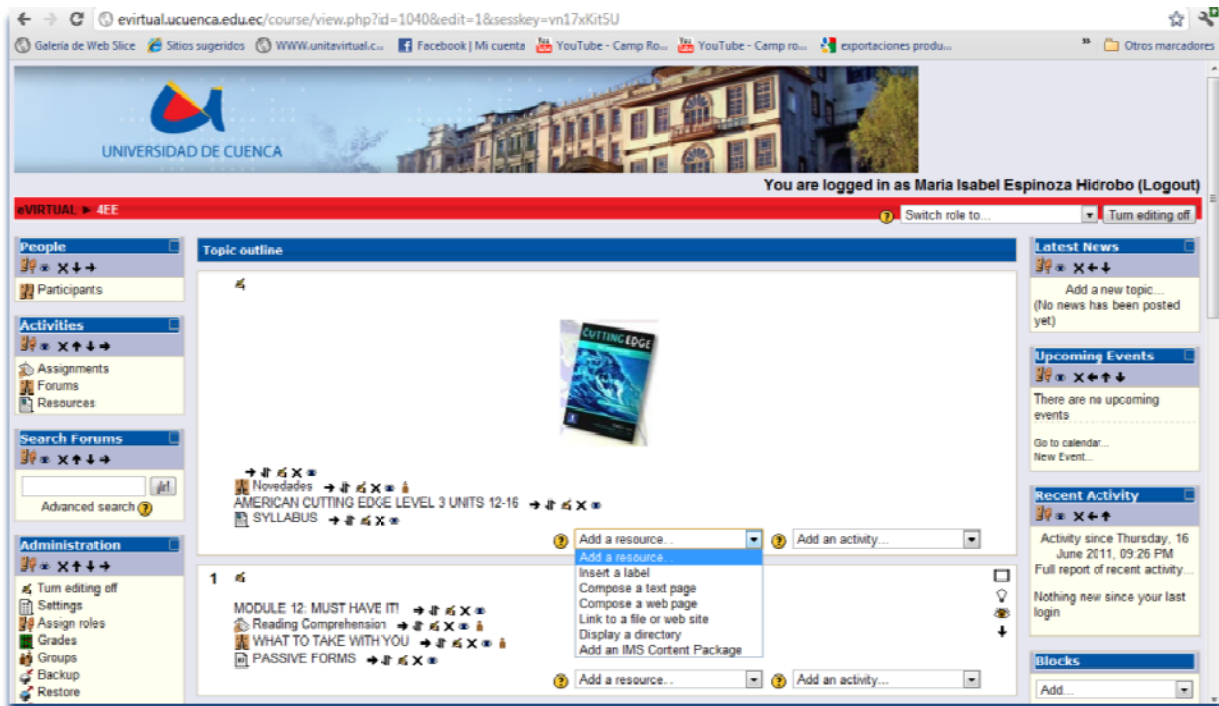 evirtual.ucuenca.edu.ec/course/view.php?id=1040&edit=1&sesskey=vn17xKit5U
Galería de Web Slice Sitios sugeridos WWW.unitavirtual.c... Facebook | Mi cuenta YouTube - Camp Ro... YouTube - Camp ro... exportaciones produ... » Otros marcadores
UNIVERSIDAD DE CUENCA
You are logged in as Maria Isabel Espinoza Hidrobo (Logout)
eVIRTUAL ► 4EE
Switch role to...
Turn editing off
People
Participants
Activities
Assignments
Forums
Resources
Search Forums
Advanced search
Administration
Turn editing off
Settings
Assign roles
Grades
Groups
Backup
Restore
Topic outline
CUTTING EDGE
Novedades
AMERICAN CUTTING EDGE LEVEL 3 UNITS 12-16
SYLLABUS
Add a resource... Add an activity...
Add a resource...
Insert a label
Compose a text page
Compose a web page
Link to a file or web site
Display a directory
Add an IMS Content Package
1
MODULE 12: MUST HAVE IT!
Reading Comprehension
WHAT TO TAKE WITH YOU
PASSIVE FORMS
Add a resource... Add an activity...
Latest News
Add a new topic...
(No news has been posted
yet)
Upcoming Events
There are no upcoming
events
Go to calendar...
New Event...
Recent Activity
Activity since Thursday, 16
June 2011, 09:26 PM
Full report of recent activity...
Nothing new since your last
login
Blocks
Add...